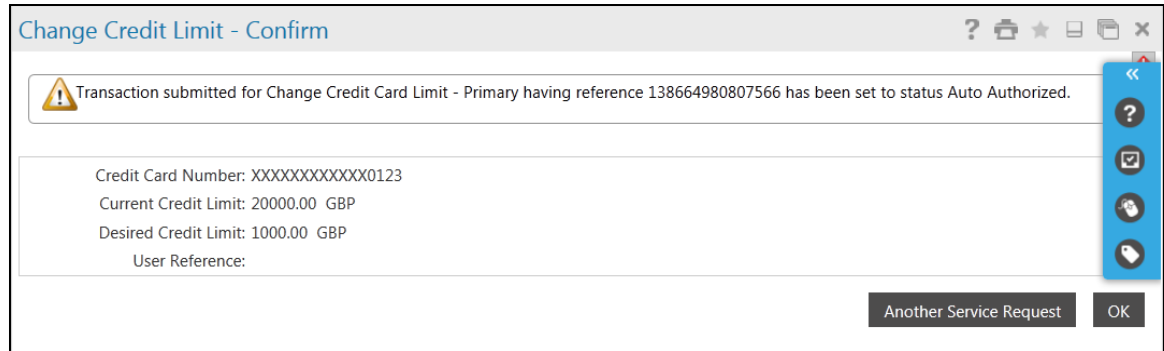 Change Credit Limit - Confirm
Transaction submitted for Change Credit Card Limit - Primary having reference 138664980807566 has been set to status Auto Authorized.
Credit Card Number: XXXXXXXXXXXX0123
Current Credit Limit: 20000.00 GBP
Desired Credit Limit: 1000.00 GBP
User Reference:
Another Service Request OK